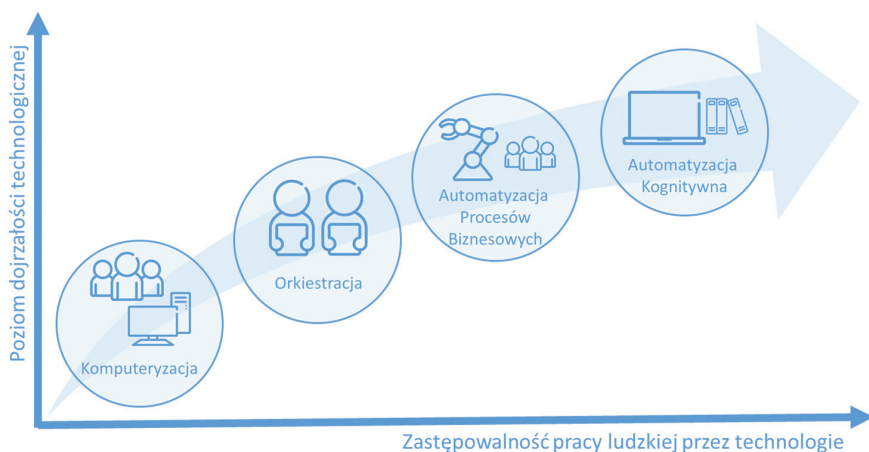 Poziom dojrzałości technologicznej
Komputeryzacja
Orkiestracja
Automatyzacja
Procesów
Biznesowych
Automatyzacja
Kognitywna
Zastępowalność pracy ludzkiej przez technologie